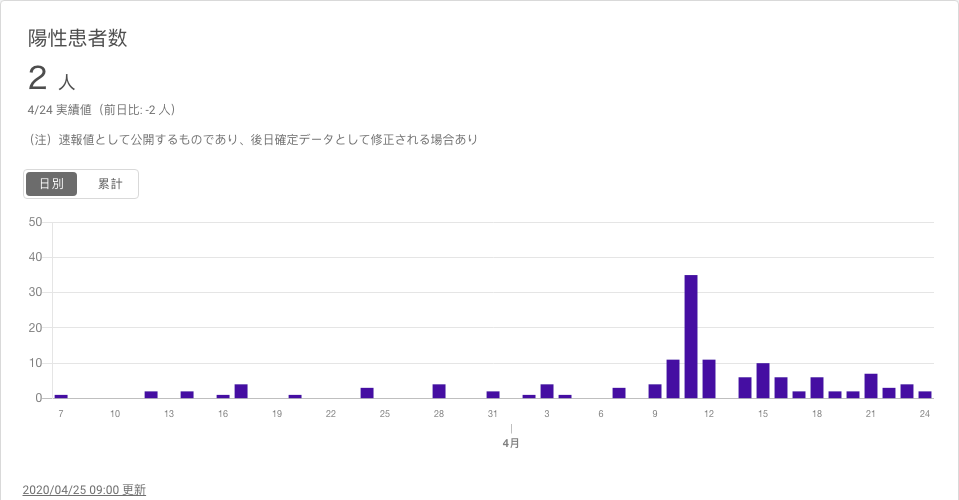 陽性患者数
2 人
4/24 実績値（前日比: -2 人）
（注）速報値として公開するものであり、後日確定データとして修正される場合あり
日別 累計
50
40
30
20
10
0
7 10 13 16 19 22 25 28 31 3 6 9 12 15 18 21 24
4月
2020/04/25 09:00 更新